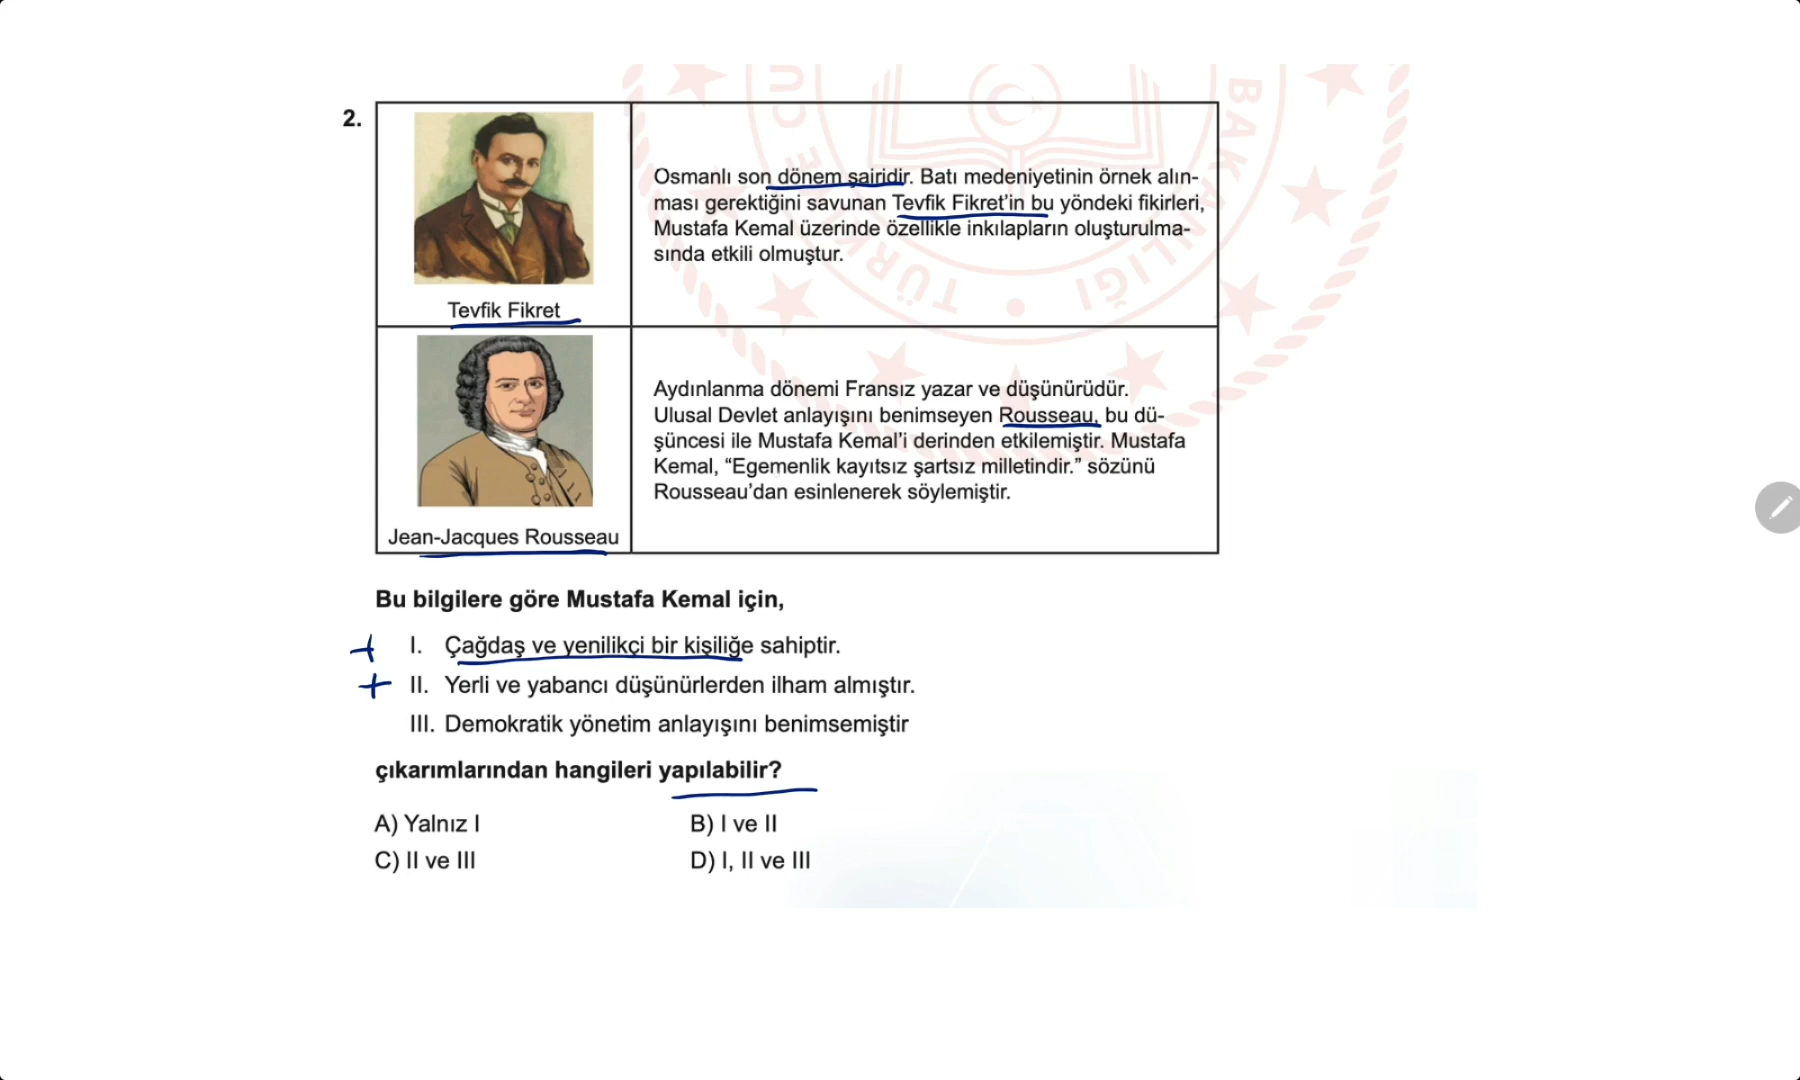 2.
Osmanlı son dönem şairidir. Batı medeniyetinin örnek alın-
ması gerektiğini savunan Tevfik Fikret'in bu yöndeki fikirleri,
Mustafa Kemal üzerinde özellikle inkılapların oluşturulma-
sında etkili olmuştur.
Tevfik Fikret
Aydınlanma dönemi Fransız yazar ve düşünürüdür.
Ulusal Devlet anlayışını benimseyen Rousseau, bu dü-
şüncesi ile Mustafa Kemal'i derinden etkilemiştir. Mustafa
Kemal, “Egemenlik kayıtsız şartsız milletindir.” sözünü
Rousseau'dan esinlenerek söylemiştir.
Jean-Jacques Rousseau
Bu bilgilere göre Mustafa Kemal için,
+ I. Çağdaş ve yenilikçi bir kişiliğe sahiptir.
+ II. Yerli ve yabancı düşünürlerden ilham almıştır.
III. Demokratik yönetim anlayışını benimsemiştir
çıkarımlarından hangileri yapılabilir?
A) Yalnız I
B) I ve II
C) II ve III
D) I, II ve III